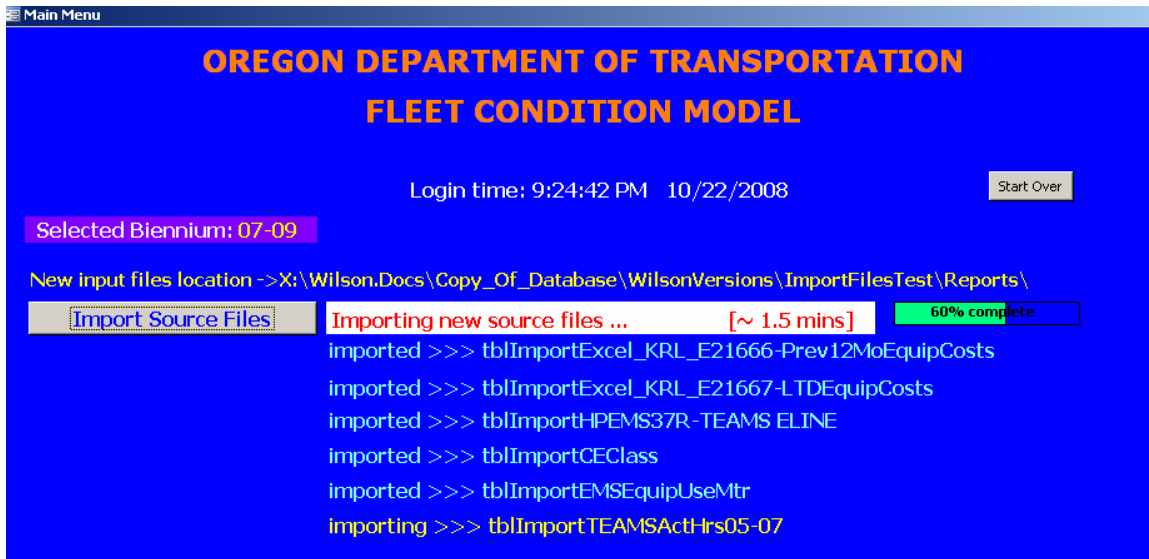 Main Menu
OREGON DEPARTMENT OF TRANSPORTATION
FLEET CONDITION MODEL
Login time: 9:24:42 PM 10/22/2008
Start Over
Selected Biennium: 07-09
New input files location ->X:\Wilson.Docs\Copy_Of_Database\WilsonVersions\ImportFilesTest\Reports\
Import Source Files
Importing new source files ... [~ 1.5 mins]
60% complete
imported >>> tblImportExcel_KRL_E21666-Prev12MoEquipCosts
imported >>> tblImportExcel_KRL_E21667-LTDEquipCosts
imported >>> tblImportHPEMS37R-TEAMS ELINE
imported >>> tblImportCEClass
imported >>> tblImportEMSEquipUseMtr
importing >>> tblImportTEAMSActHrs05-07